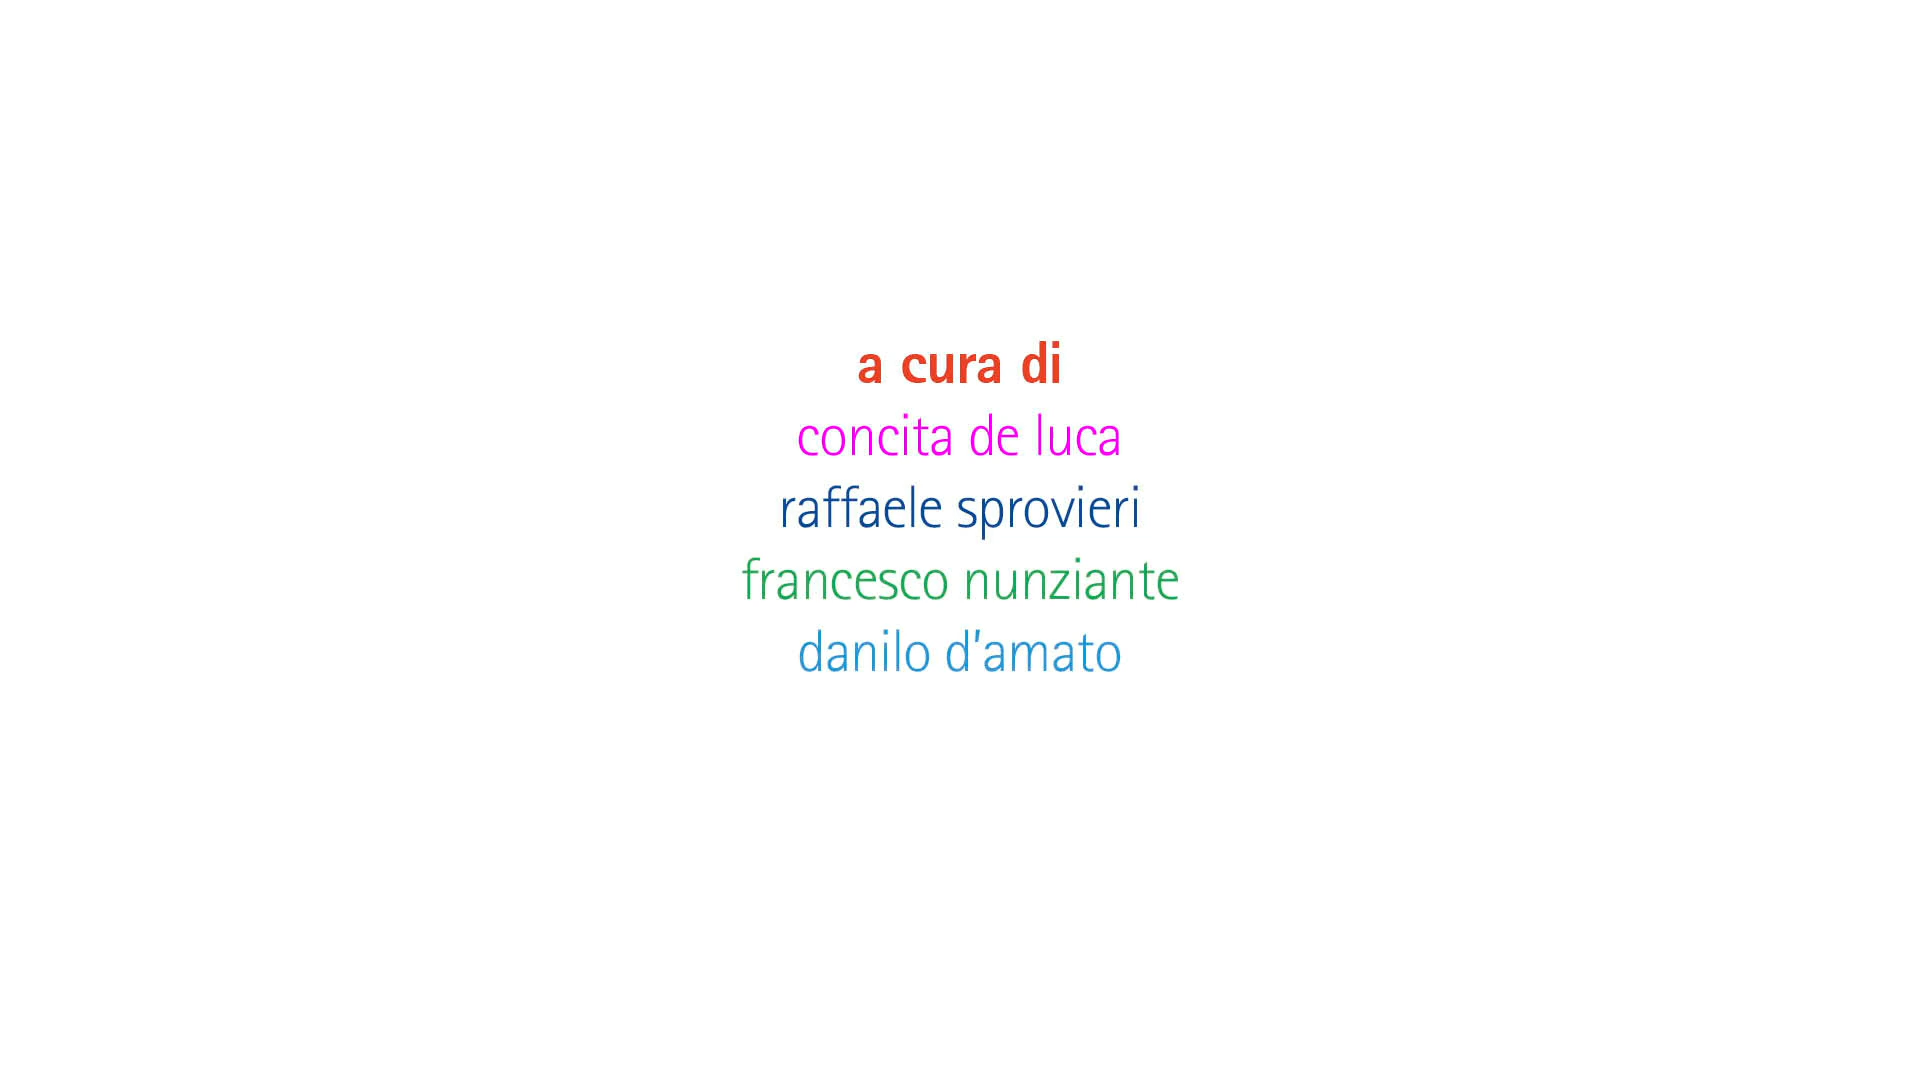 a cura di
concita de luca
raffaele sprovieri
francesco nunziante
danilo d’amato